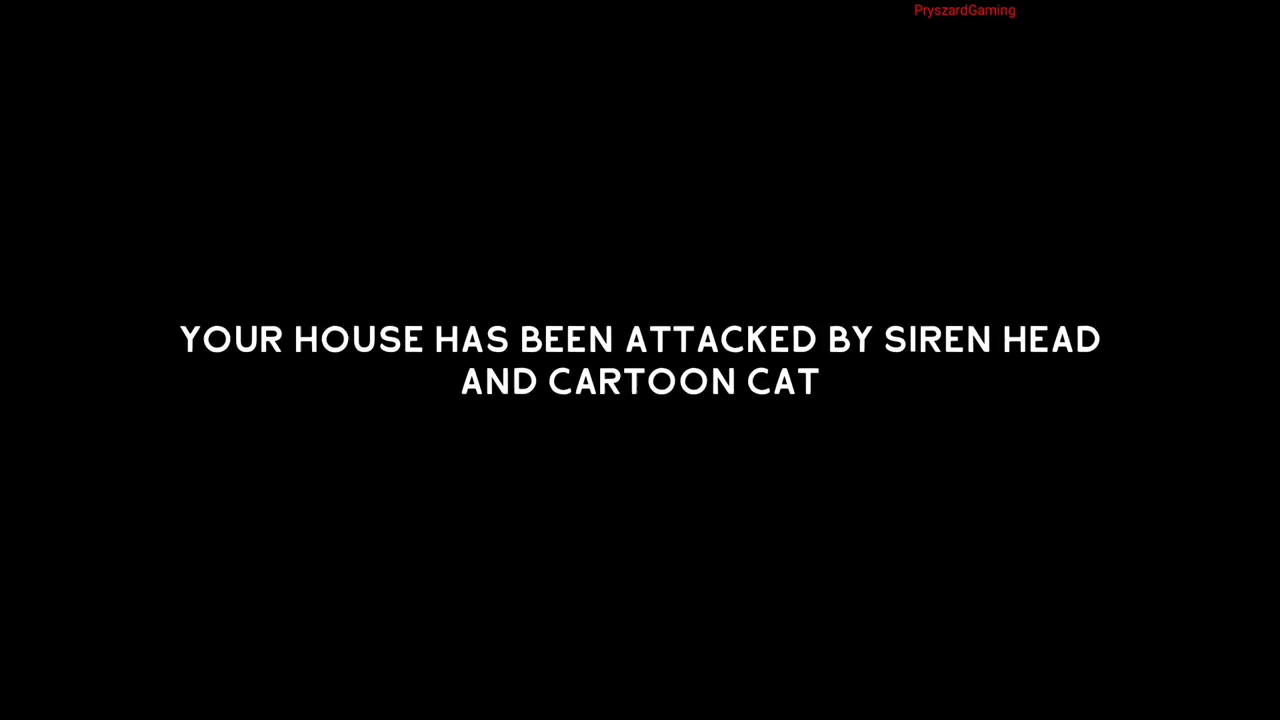 PryszardGaming
YOUR HOUSE HAS BEEN ATTACKED BY SIREN HEAD
AND CARTOON CAT